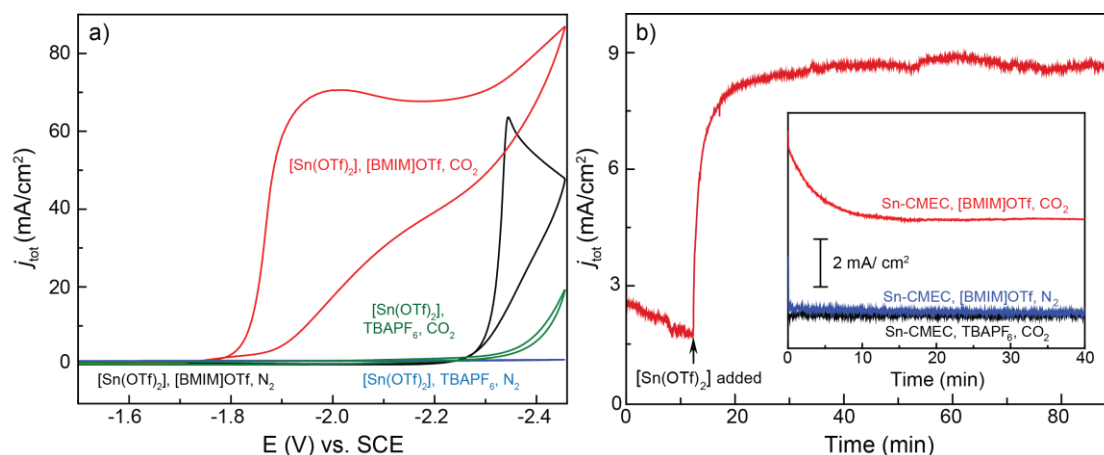 a)
80
60
40
20
0
j_tot (mA/cm²)
[Sn(OTf)₂], [BMIM]OTf, CO₂
[Sn(OTf)₂],
TBAPF₆, CO₂
[Sn(OTf)₂], [BMIM]OTf, N₂
[Sn(OTf)₂], TBAPF₆, N₂
-1.6 -1.8 -2.0 -2.2 -2.4
E (V) vs. SCE
b)
9
6
3
0
j_tot (mA/cm²)
[Sn(OTf)₂] added
Sn-CMEC, [BMIM]OTf, CO₂
2 mA/ cm²
Sn-CMEC, [BMIM]OTf, N₂
Sn-CMEC, TBAPF₆, CO₂
0 10 20 30 40
Time (min)
0 20 40 60 80
Time (min)